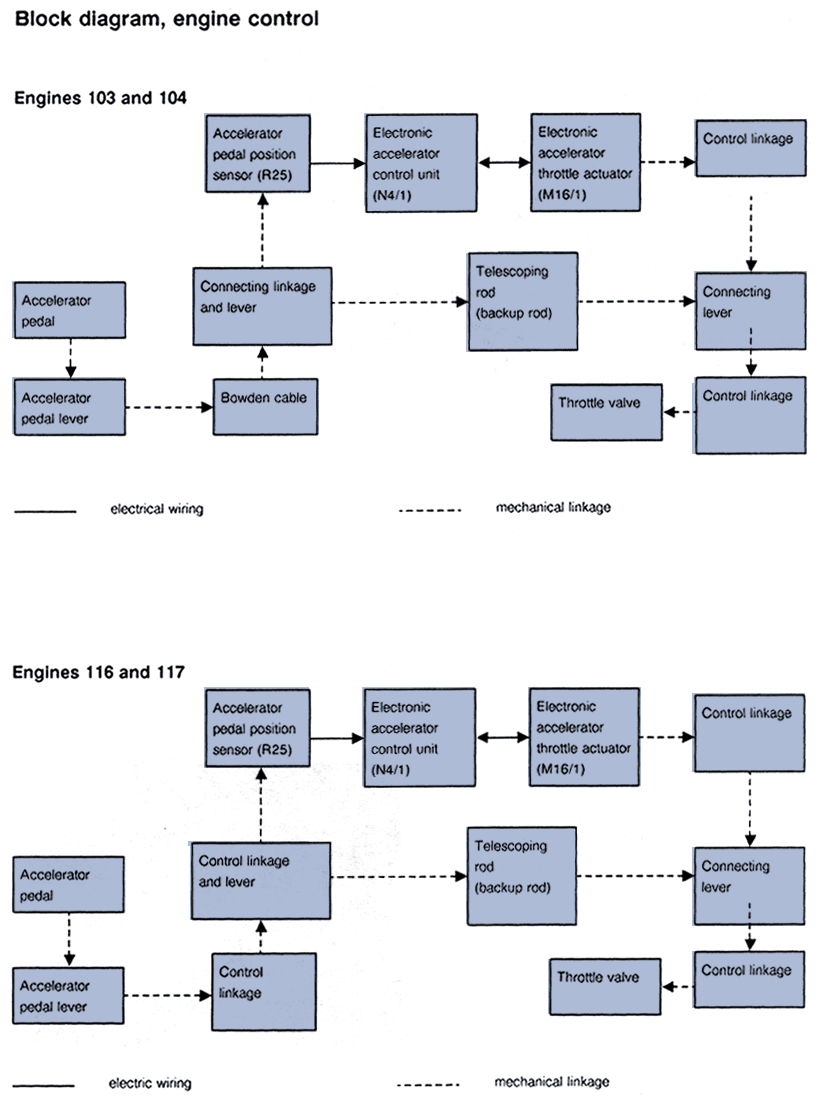 Block diagram, engine control
Engines 103 and 104
Accelerator
pedal position
sensor (R25)
Electronic
accelerator
control unit
(N4/1)
Electronic
accelerator
throttle actuator
(M16/1)
Control linkage
Connecting linkage
and lever
Telescoping
rod
(backup rod)
Connecting
lever
Accelerator
pedal
Accelerator
pedal lever
Bowden cable
Throttle valve
Control linkage
electrical wiring
mechanical linkage
Engines 116 and 117
Accelerator
pedal position
sensor (R25)
Electronic
accelerator
control unit
(N4/1)
Electronic
accelerator
throttle actuator
(M16/1)
Control linkage
Control linkage
and lever
Telescoping
rod
(backup rod)
Connecting
lever
Accelerator
pedal
Accelerator
pedal lever
Control
linkage
Throttle valve
Control linkage
electric wiring
mechanical linkage